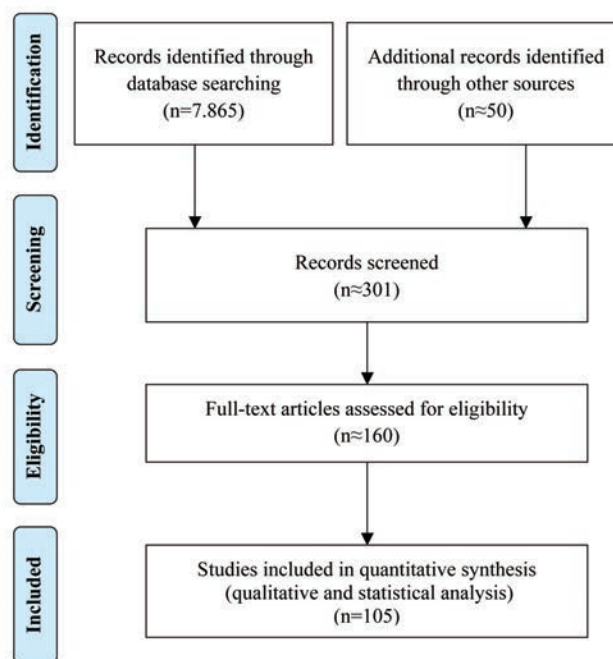 Identification
Records identified through
database searching
(n=7.865)
Additional records identified
through other sources
(n≈50)
Screening
Records screened
(n≈301)
Eligibility
Full-text articles assessed for eligibility
(n≈160)
Included
Studies included in quantitative synthesis
(qualitative and statistical analysis)
(n=105)